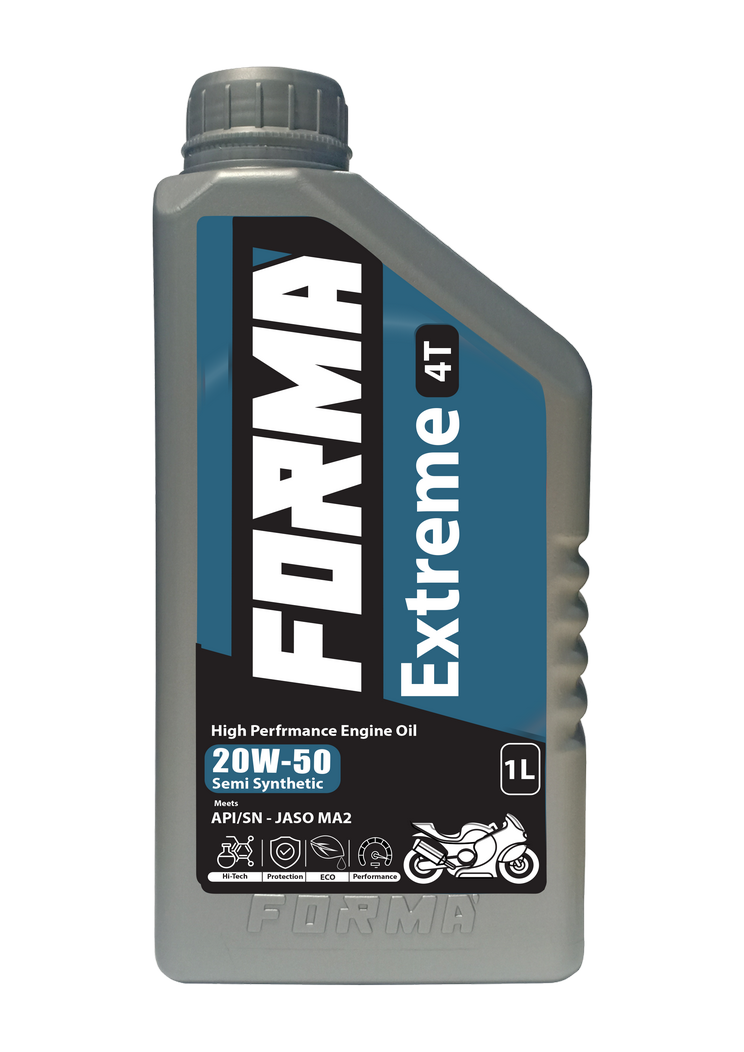 FORMA
Extreme 4T
High Perfrmance Engine Oil
20W-50
Semi Synthetic
1L
Meets
API/SN - JASO MA2
Hi-Tech Protection ECO Performance
FORMA